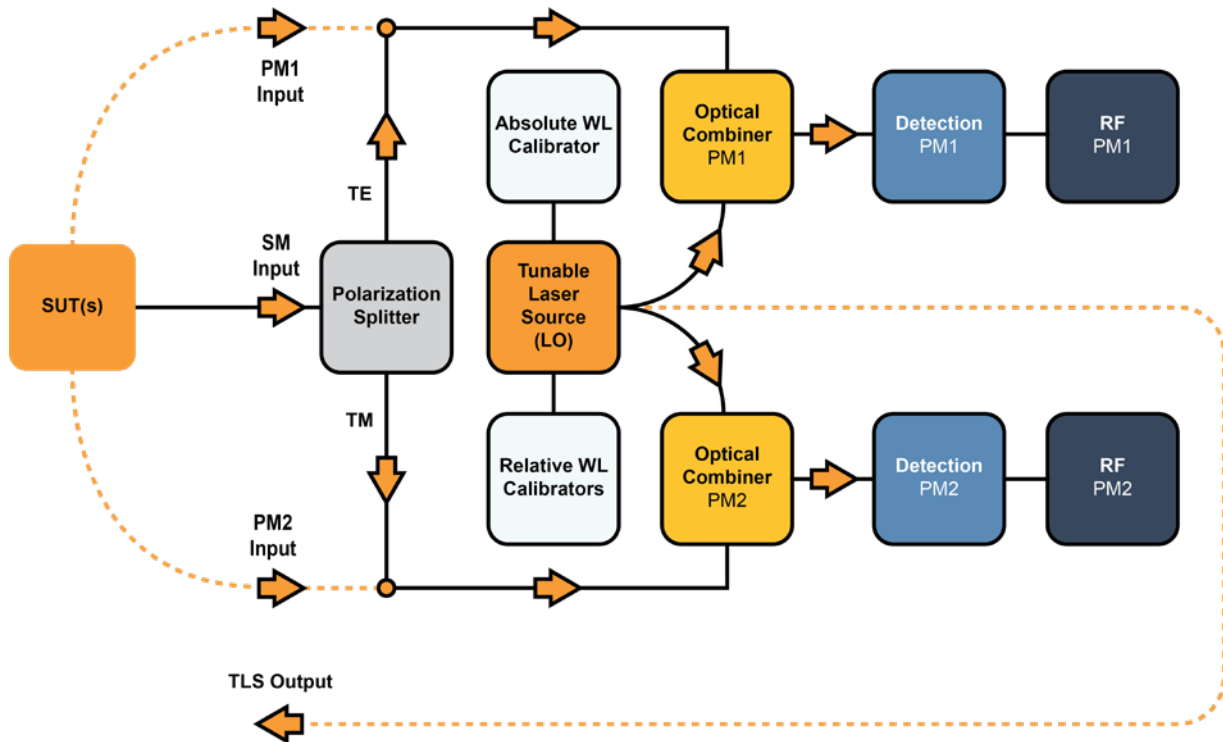 PM1
Input
Absolute WL
Calibrator
Optical
Combiner
PM1
Detection
PM1
RF
PM1
TE
SM
Input
SUT(s)
Polarization
Splitter
Tunable
Laser
Source
(LO)
TM
Relative WL
Calibrators
Optical
Combiner
PM2
Detection
PM2
RF
PM2
PM2
Input
TLS Output